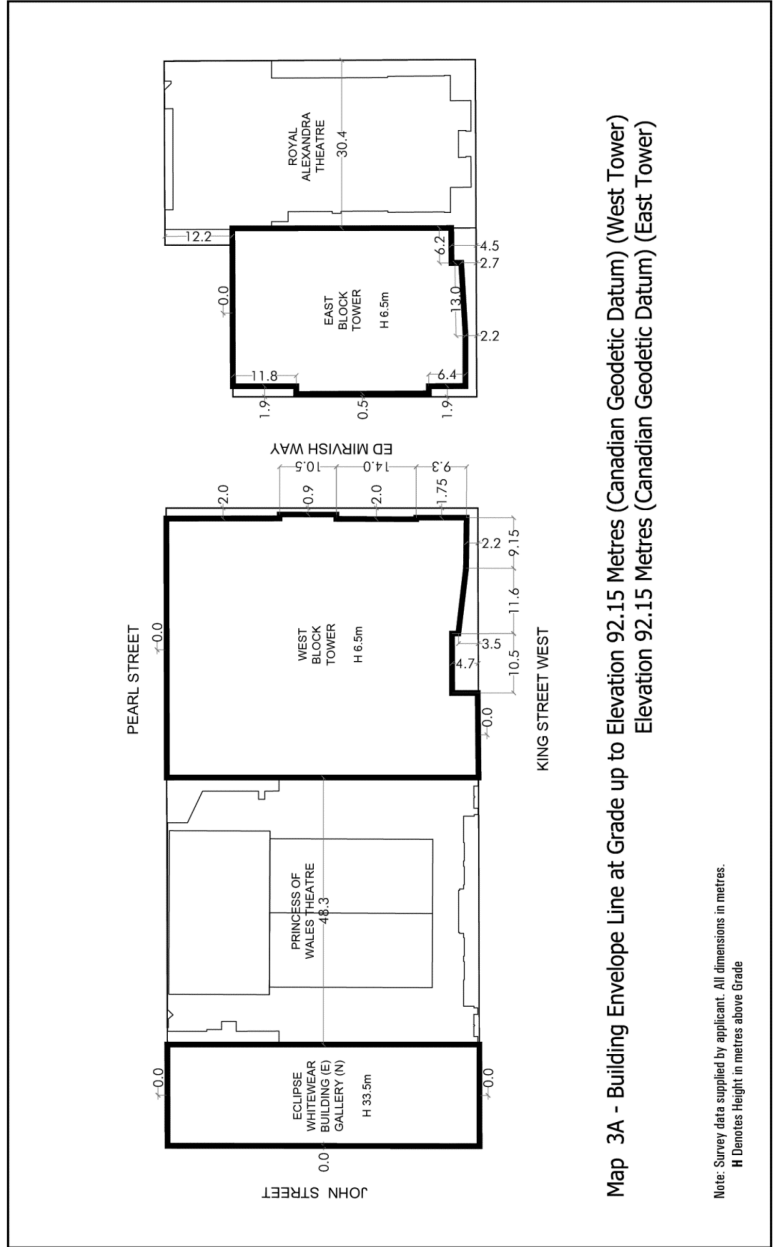 PEARL STREET
KING STREET WEST
JOHN STREET
ED MIRVISH WAY
ECLIPSE
WHITEWEAR
BUILDING (E)
GALLERY (N)
H 33.5m
0.0
0.0
0.0
PRINCESS OF
WALES THEATRE
48.3
WEST
BLOCK
TOWER
H 6.5m
0.0
2.0
10.5
0.9
14.0
2.0
9.3
1.75
2.2
9.15
11.6
3.5
4.7
10.5
0.0
EAST
BLOCK
TOWER
H 6.5m
0.0
12.2
11.8
1.9
0.5
6.4
1.9
6.2
4.5
2.7
13.0
2.2
ROYAL
ALEXANDRA
THEATRE
30.4
Map 3A - Building Envelope Line at Grade up to Elevation 92.15 Metres (Canadian Geodetic Datum) (West Tower)
Elevation 92.15 Metres (Canadian Geodetic Datum) (East Tower)
Note: Survey data supplied by applicant. All dimensions in metres.
H Denotes Height in metres above Grade